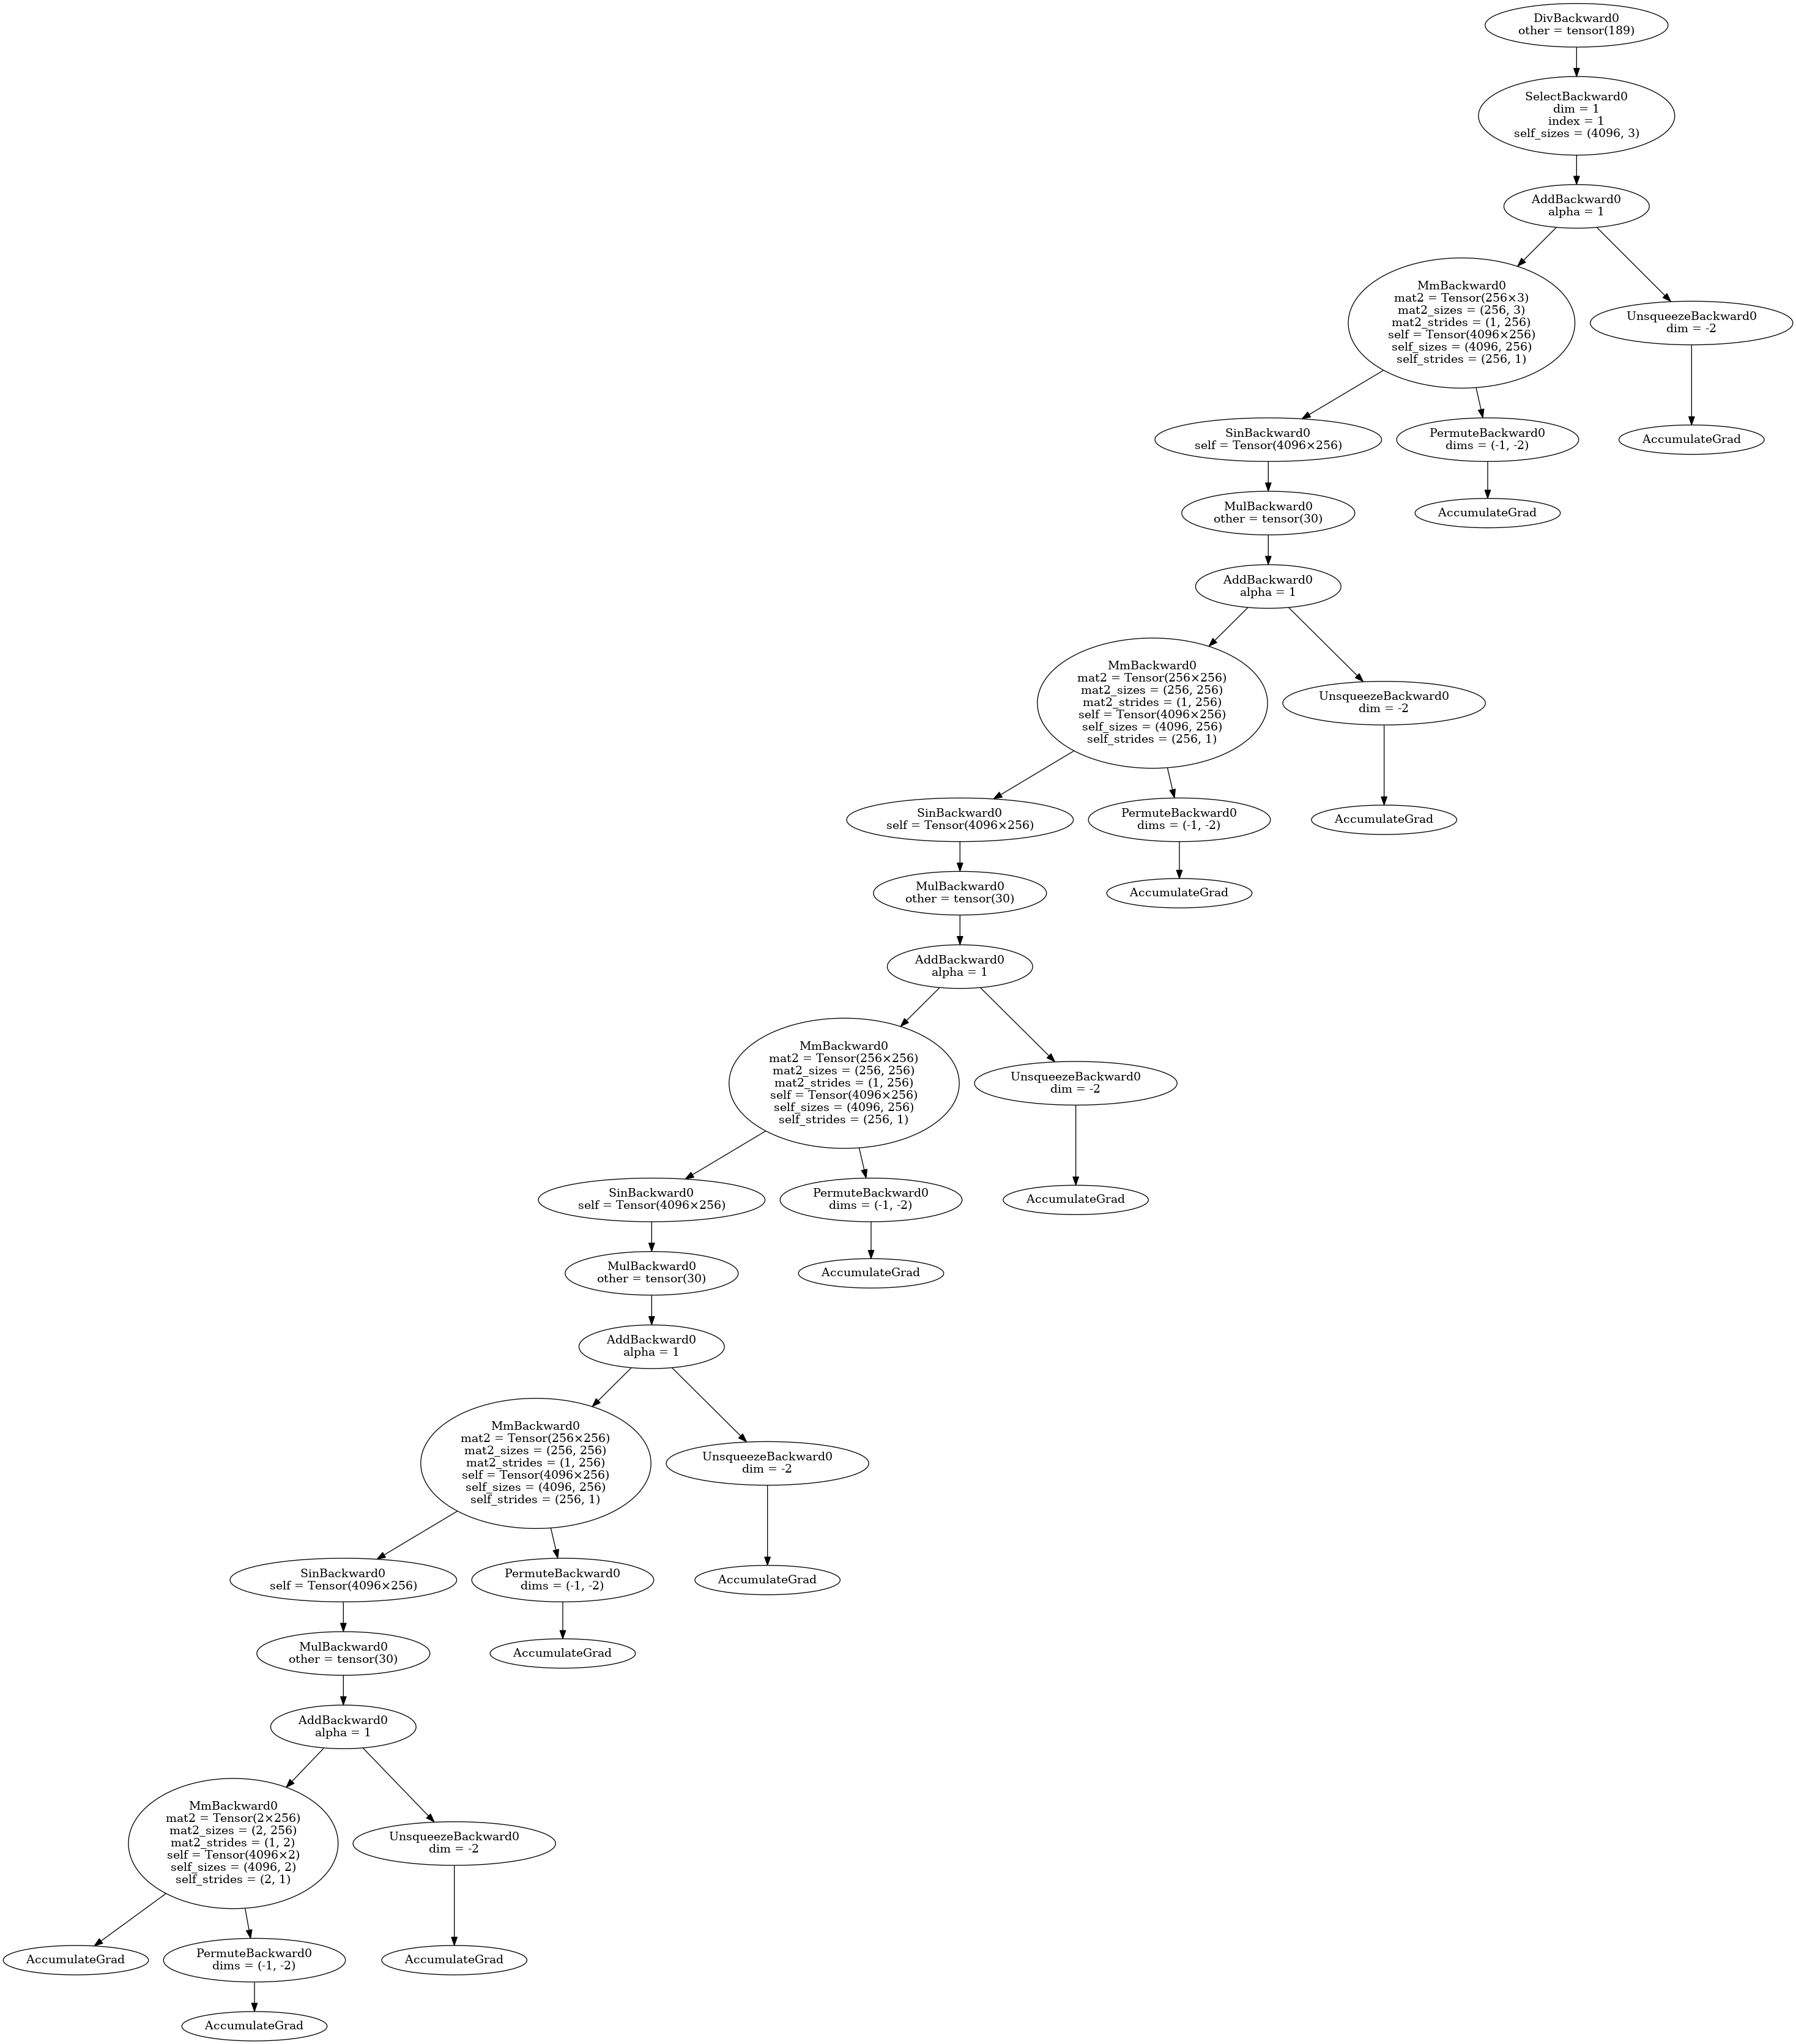 DivBackward0
other = tensor(189)
SelectBackward0
dim = 1
index = 1
self_sizes = (4096, 3)
AddBackward0
alpha = 1
MmBackward0
mat2 = Tensor(256×3)
mat2_sizes = (256, 3)
mat2_strides = (1, 256)
self = Tensor(4096×256)
self_sizes = (4096, 256)
self_strides = (256, 1)
UnsqueezeBackward0
dim = -2
SinBackward0
self = Tensor(4096×256)
PermuteBackward0
dims = (-1, -2)
AccumulateGrad
MulBackward0
other = tensor(30)
AccumulateGrad
AddBackward0
alpha = 1
MmBackward0
mat2 = Tensor(256×256)
mat2_sizes = (256, 256)
mat2_strides = (1, 256)
self = Tensor(4096×256)
self_sizes = (4096, 256)
self_strides = (256, 1)
UnsqueezeBackward0
dim = -2
SinBackward0
self = Tensor(4096×256)
PermuteBackward0
dims = (-1, -2)
AccumulateGrad
MulBackward0
other = tensor(30)
AccumulateGrad
AddBackward0
alpha = 1
MmBackward0
mat2 = Tensor(256×256)
mat2_sizes = (256, 256)
mat2_strides = (1, 256)
self = Tensor(4096×256)
self_sizes = (4096, 256)
self_strides = (256, 1)
UnsqueezeBackward0
dim = -2
SinBackward0
self = Tensor(4096×256)
PermuteBackward0
dims = (-1, -2)
AccumulateGrad
MulBackward0
other = tensor(30)
AccumulateGrad
AddBackward0
alpha = 1
MmBackward0
mat2 = Tensor(256×256)
mat2_sizes = (256, 256)
mat2_strides = (1, 256)
self = Tensor(4096×256)
self_sizes = (4096, 256)
self_strides = (256, 1)
UnsqueezeBackward0
dim = -2
SinBackward0
self = Tensor(4096×256)
PermuteBackward0
dims = (-1, -2)
AccumulateGrad
MulBackward0
other = tensor(30)
AccumulateGrad
AddBackward0
alpha = 1
MmBackward0
mat2 = Tensor(2×256)
mat2_sizes = (2, 256)
mat2_strides = (1, 2)
self = Tensor(4096×2)
self_sizes = (4096, 2)
self_strides = (2, 1)
UnsqueezeBackward0
dim = -2
AccumulateGrad
PermuteBackward0
dims = (-1, -2)
AccumulateGrad
AccumulateGrad